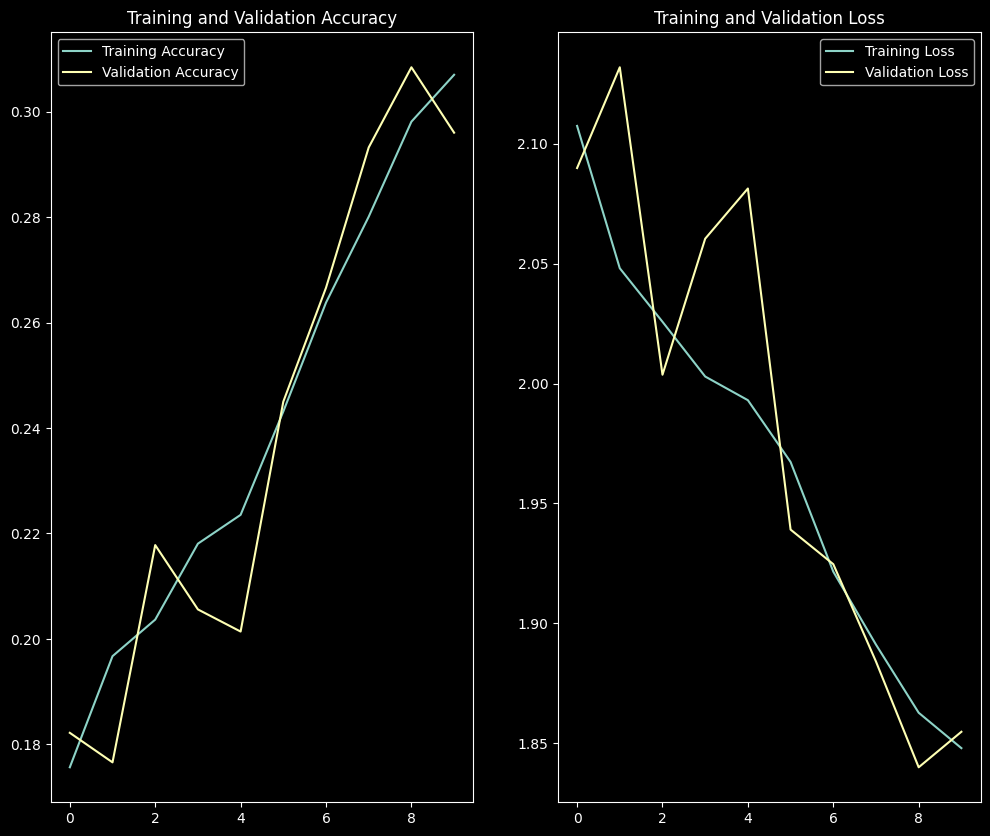 Training and Validation Accuracy
Training Accuracy
Validation Accuracy
0.30
0.28
0.26
0.24
0.22
0.20
0.18
0 2 4 6 8
Training and Validation Loss
Training Loss
Validation Loss
2.10
2.05
2.00
1.95
1.90
1.85
0 2 4 6 8